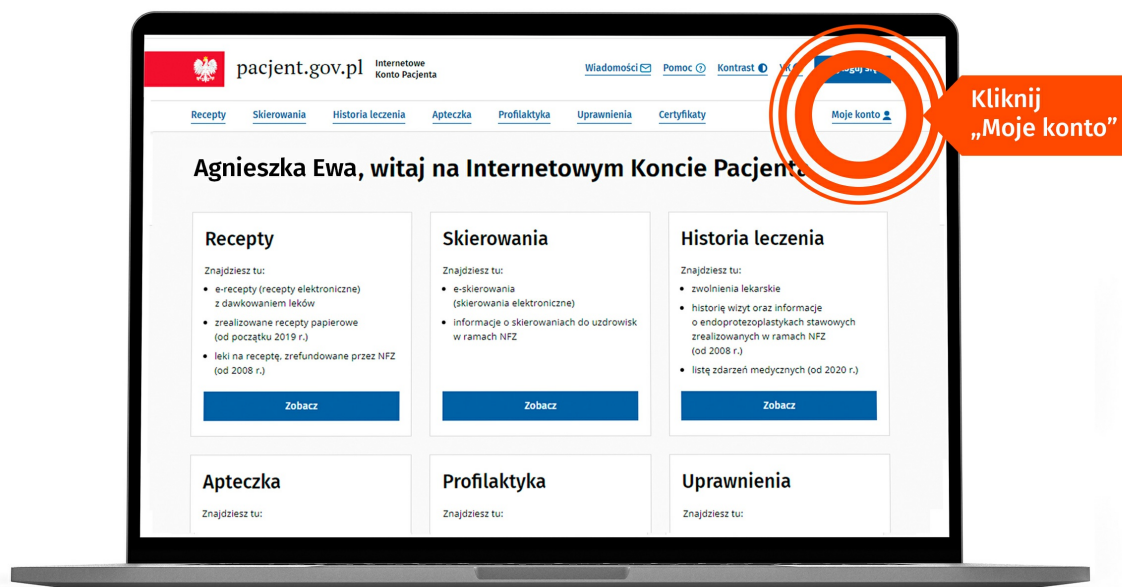 pacjent.gov.pl
Internetowe
Konto Pacjenta
Wiadomości
Pomoc
Kontrast
Recepty
Skierowania
Historia leczenia
Apteczka
Profilaktyka
Uprawnienia
Certyfikaty
Moje konto
Kliknij
„Moje konto”
Agnieszka Ewa, witaj na Internetowym Koncie Pacjenta
Recepty
Znajdziesz tu:
• e-recepty (recepty elektroniczne)
z dawkowaniem leków
• zrealizowane recepty papierowe
(od początku 2019 r.)
• leki na receptę, zrefundowane przez NFZ
(od 2008 r.)
Zobacz
Skierowania
Znajdziesz tu:
• e-skierowania
(skierowania elektroniczne)
• informacje o skierowaniach do uzdrowisk
w ramach NFZ
Zobacz
Historia leczenia
Znajdziesz tu:
• zwolnienia lekarskie
• historię wizyt oraz informacje
o endoprotezoplastykach stawowych
zrealizowanych w ramach NFZ
(od 2008 r.)
• listę zdarzeń medycznych (od 2020 r.)
Zobacz
Apteczka
Znajdziesz tu:
Profilaktyka
Znajdziesz tu:
Uprawnienia
Znajdziesz tu: